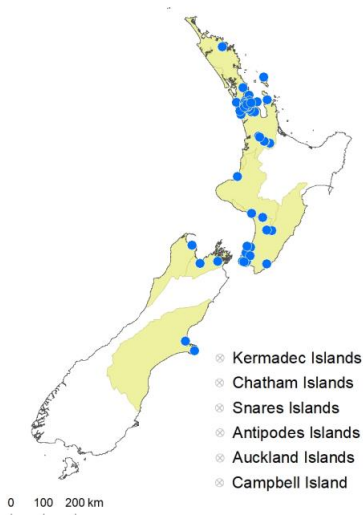 Kermadec Islands
Chatham Islands
Snares Islands
Antipodes Islands
Auckland Islands
Campbell Island
0 100 200 km